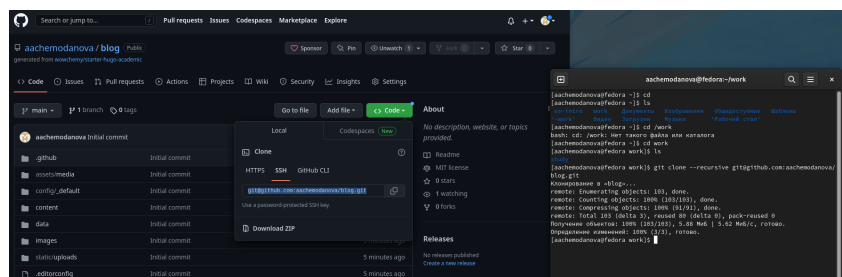 Search or jump to...
/
Pull requests Issues Codespaces Marketplace Explore
aachemodanova / blog Public
generated from wowchemy/starter-hugo-academic
Sponsor Pin Unwatch 1 Fork 0 Star 0
Code Issues Pull requests Actions Projects Wiki Security Insights Settings
main 1 branch 0 tags
Go to file Add file Code
aachemodanova Initial commit
.github Initial commit
assets/media Initial commit
config/_default Initial commit
content Initial commit
data Initial commit
images Initial commit
static/uploads Initial commit 5 minutes ago
.editorconfig Initial commit 5 minutes ago
Local Codespaces New
Clone
HTTPS SSH GitHub CLI
git@github.com:aachemodanova/blog.git
Use a password-protected SSH key.
Download ZIP
About
No description, website, or topics
provided.
Readme
MIT license
0 stars
1 watching
0 forks
Releases
No releases published
Create a new release
aachemodanova@fedora:~/work
[aachemodanova@fedora ~]$ cd
[aachemodanova@fedora ~]$ ls
work Документы Изображения Общедоступные Шаблоны
Видео Загрузки Музыка 'Рабочий стол'
[aachemodanova@fedora ~]$ cd /work
bash: cd: /work: Нет такого файла или каталога
[aachemodanova@fedora ~]$ cd work
[aachemodanova@fedora work]$ ls
study
[aachemodanova@fedora work]$ git clone --recursive git@github.com:aachemodanova/
blog.git
Клонирование в «blog»...
remote: Enumerating objects: 103, done.
remote: Counting objects: 100% (103/103), done.
remote: Compressing objects: 100% (91/91), done.
remote: Total 103 (delta 3), reused 80 (delta 0), pack-reused 0
Получение объектов: 100% (103/103), 5.88 МиБ | 5.62 МиБ/с, готово.
Определение изменений: 100% (3/3), готово.
[aachemodanova@fedora work]$